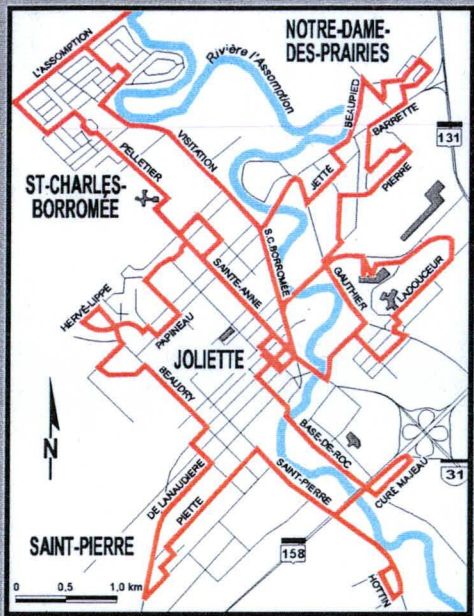 NOTRE-DAME-
DES-PRAIRIES
L'ASSOMPTION
Rivière l'Assomption
BEAUPIED
BARRETTE
131
VISITATION
PELLETIER
JETTÉ
PIERRE
ST-CHARLES-
BORROMÉE
S.C.BORROMÉE
SAINTE-ANNE
GAUTHIER
LADOUCEUR
HERVÉ-LIPPÉ
PAPINEAU
JOLIETTE
BEAUDRY
BASE-DE-ROC
N
31
CURÉ MAJEAU
DE LANAUDIÈRE
PIETTE
SAINT-PIERRE
SAINT-PIERRE
158
HOTTIN
0 0,5 1,0 km